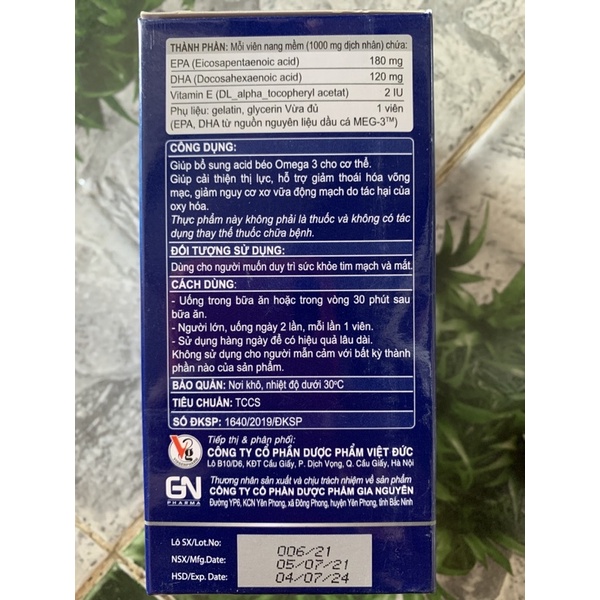 THÀNH PHẦN: Mỗi viên nang mềm (1000 mg dịch nhân) chứa:
EPA (Eicosapentaenoic acid) 180 mg
DHA (Docosahexaenoic acid) 120 mg
Vitamin E (DL_alpha_tocopheryl acetat) 2 IU
Phụ liệu: gelatin, glycerin Vừa đủ 1 viên
(EPA, DHA từ nguồn nguyên liệu dầu cá MEG-3™)
CÔNG DỤNG:
Giúp bổ sung acid béo Omega 3 cho cơ thể.
Giúp cải thiện thị lực, hỗ trợ giảm thoái hóa võng
mạc, giảm nguy cơ xơ vữa động mạch do tác hại của
oxy hóa.
Thực phẩm này không phải là thuốc và không có tác
dụng thay thế thuốc chữa bệnh.
ĐỐI TƯỢNG SỬ DỤNG:
Dùng cho người muốn duy trì sức khỏe tim mạch và mắt.
CÁCH DÙNG:
- Uống trong bữa ăn hoặc trong vòng 30 phút sau
bữa ăn.
- Người lớn, uống ngày 2 lần, mỗi lần 1 viên.
- Sử dụng hàng ngày để có hiệu quả lâu dài.
Không sử dụng cho người mẫn cảm với bất kỳ thành
phần nào của sản phẩm.
BẢO QUẢN: Nơi khô, nhiệt độ dưới 30ºC
TIÊU CHUẨN: TCCS
SỐ ĐKSP: 1640/2019/ĐKSP
Tiếp thị & phân phối:
CÔNG TY CỔ PHẦN DƯỢC PHẨM VIỆT ĐỨC
Lô B10/D6, KĐT Cầu Giấy, P. Dịch Vọng, Q. Cầu Giấy, Hà Nội
GN
PHARMA
Thương nhân sản xuất và chịu trách nhiệm về sản phẩm
CÔNG TY CỔ PHẦN DƯỢC PHẨM GIA NGUYỄN
Đường YP6, KCN Yên Phong, xã Đông Phong, huyện Yên Phong, tỉnh Bắc Ninh
Lô SX/Lot.No: 006/21
NSX/Mfg.Date: 05/07/21
HSD/Exp. Date: 04/07/24